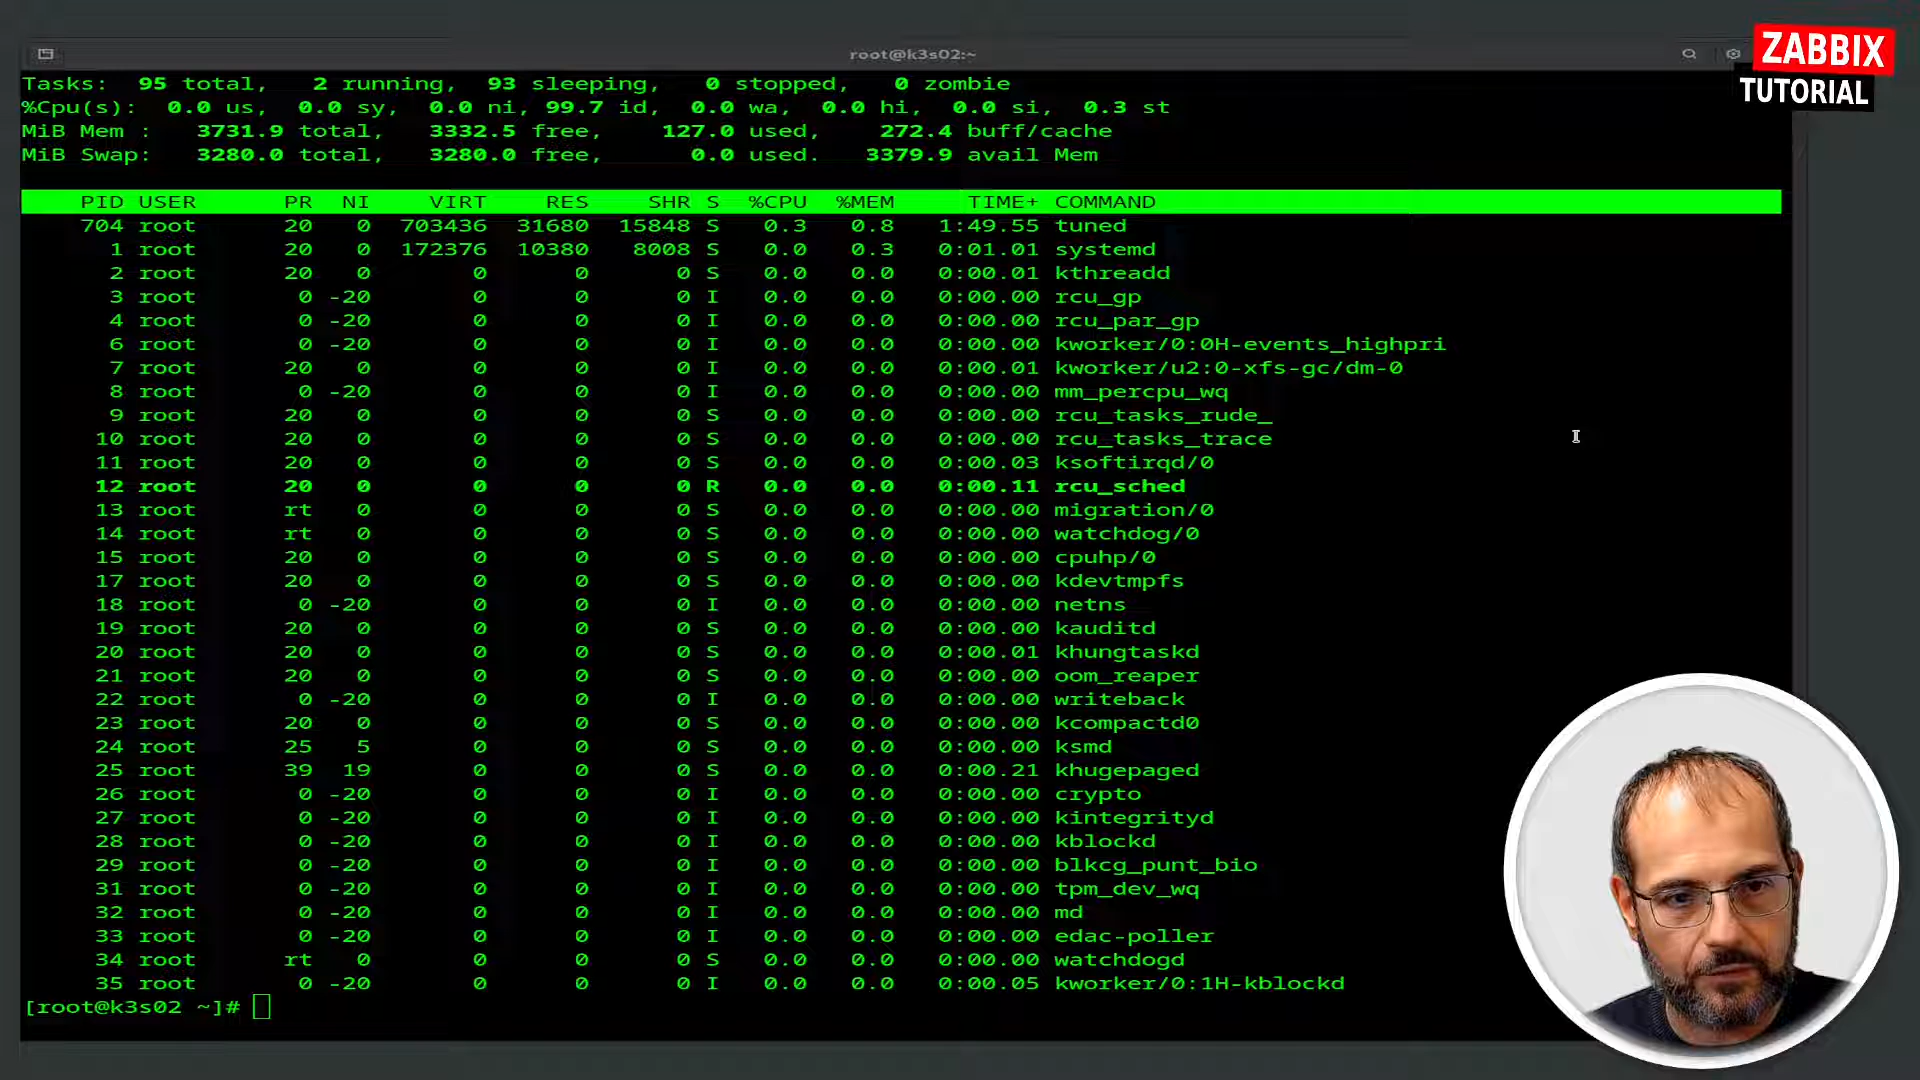 root@k3s02:~
ZABBIX
TUTORIAL
Tasks: 95 total, 2 running, 93 sleeping, 0 stopped, 0 zombie
%Cpu(s): 0.0 us, 0.0 sy, 0.0 ni, 99.7 id, 0.0 wa, 0.0 hi, 0.0 si, 0.3 st
MiB Mem : 3731.9 total, 3332.5 free, 127.0 used, 272.4 buff/cache
MiB Swap: 3280.0 total, 3280.0 free, 0.0 used. 3379.9 avail Mem
PID USER PR NI VIRT RES SHR S %CPU %MEM TIME+ COMMAND
704 root 20 0 703436 31680 15848 S 0.3 0.8 1:49.55 tuned
1 root 20 0 172376 10380 8008 S 0.0 0.3 0:01.01 systemd
2 root 20 0 0 0 0 S 0.0 0.0 0:00.01 kthreadd
3 root 0 -20 0 0 0 I 0.0 0.0 0:00.00 rcu_gp
4 root 0 -20 0 0 0 I 0.0 0.0 0:00.00 rcu_par_gp
6 root 0 -20 0 0 0 I 0.0 0.0 0:00.00 kworker/0:0H-events_highpri
7 root 20 0 0 0 0 I 0.0 0.0 0:00.01 kworker/u2:0-xfs-gc/dm-0
8 root 0 -20 0 0 0 I 0.0 0.0 0:00.00 mm_percpu_wq
9 root 20 0 0 0 0 S 0.0 0.0 0:00.00 rcu_tasks_rude_
10 root 20 0 0 0 0 S 0.0 0.0 0:00.00 rcu_tasks_trace
11 root 20 0 0 0 0 S 0.0 0.0 0:00.03 ksoftirqd/0
12 root 20 0 0 0 0 R 0.0 0.0 0:00.11 rcu_sched
13 root rt 0 0 0 0 S 0.0 0.0 0:00.00 migration/0
14 root rt 0 0 0 0 S 0.0 0.0 0:00.00 watchdog/0
15 root 20 0 0 0 0 S 0.0 0.0 0:00.00 cpuhp/0
17 root 20 0 0 0 0 S 0.0 0.0 0:00.00 kdevtmpfs
18 root 0 -20 0 0 0 I 0.0 0.0 0:00.00 netns
19 root 20 0 0 0 0 S 0.0 0.0 0:00.00 kauditd
20 root 20 0 0 0 0 S 0.0 0.0 0:00.01 khungtaskd
21 root 20 0 0 0 0 S 0.0 0.0 0:00.00 oom_reaper
22 root 0 -20 0 0 0 I 0.0 0.0 0:00.00 writeback
23 root 20 0 0 0 0 S 0.0 0.0 0:00.00 kcompactd0
24 root 25 5 0 0 0 S 0.0 0.0 0:00.00 ksmd
25 root 39 19 0 0 0 S 0.0 0.0 0:00.21 khugepaged
26 root 0 -20 0 0 0 I 0.0 0.0 0:00.00 crypto
27 root 0 -20 0 0 0 I 0.0 0.0 0:00.00 kintegrityd
28 root 0 -20 0 0 0 I 0.0 0.0 0:00.00 kblockd
29 root 0 -20 0 0 0 I 0.0 0.0 0:00.00 blkcg_punt_bio
31 root 0 -20 0 0 0 I 0.0 0.0 0:00.00 tpm_dev_wq
32 root 0 -20 0 0 0 I 0.0 0.0 0:00.00 md
33 root 0 -20 0 0 0 I 0.0 0.0 0:00.00 edac-poller
34 root rt 0 0 0 0 S 0.0 0.0 0:00.00 watchdogd
35 root 0 -20 0 0 0 I 0.0 0.0 0:00.05 kworker/0:1H-kblockd
[root@k3s02 ~]#